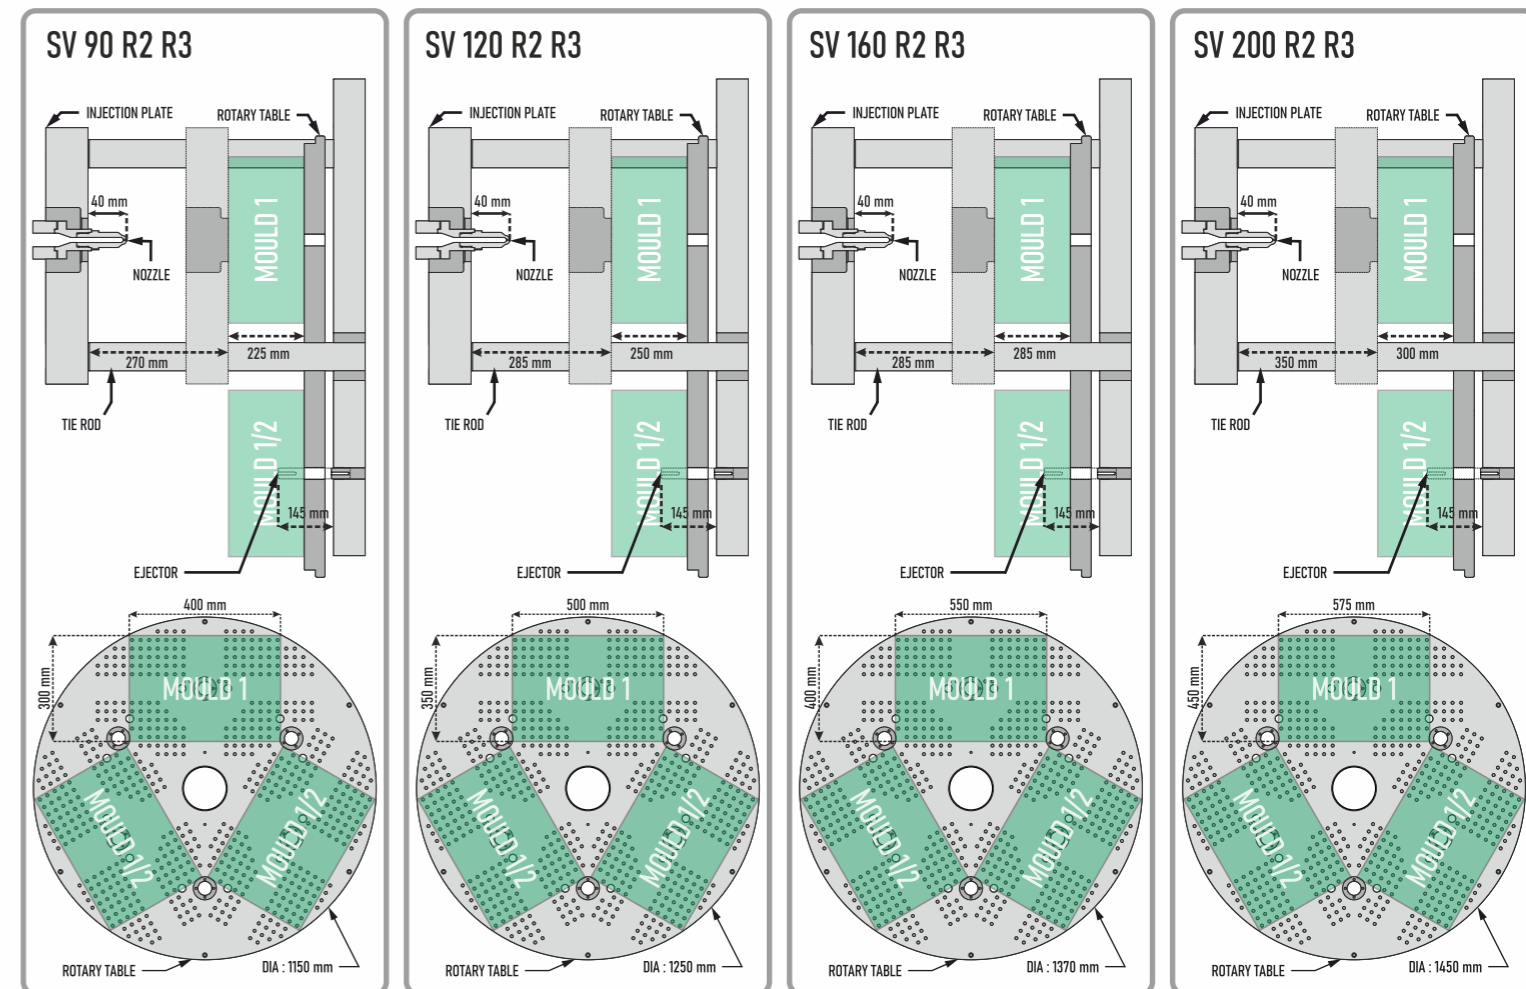 SV 90 R2 R3
INJECTION PLATE
ROTARY TABLE
40 mm
MOULD 1
NOZZLE
225 mm
270 mm
TIE ROD
MOULD 1/2
145 mm
EJECTOR
400 mm
300 mm
MOULD 1
MOULD 1/2
MOULD 1/2
ROTARY TABLE
DIA : 1150 mm
SV 120 R2 R3
INJECTION PLATE
ROTARY TABLE
40 mm
MOULD 1
NOZZLE
250 mm
285 mm
TIE ROD
MOULD 1/2
145 mm
EJECTOR
500 mm
350 mm
MOULD 1
MOULD 1/2
MOULD 1/2
ROTARY TABLE
DIA : 1250 mm
SV 160 R2 R3
INJECTION PLATE
ROTARY TABLE
40 mm
MOULD 1
NOZZLE
285 mm
285 mm
TIE ROD
MOULD 1/2
145 mm
EJECTOR
550 mm
400 mm
MOULD 1
MOULD 1/2
MOULD 1/2
ROTARY TABLE
DIA : 1370 mm
SV 200 R2 R3
INJECTION PLATE
ROTARY TABLE
40 mm
MOULD 1
NOZZLE
300 mm
350 mm
TIE ROD
MOULD 1/2
145 mm
EJECTOR
575 mm
450 mm
MOULD 1
MOULD 1/2
MOULD 1/2
ROTARY TABLE
DIA : 1450 mm